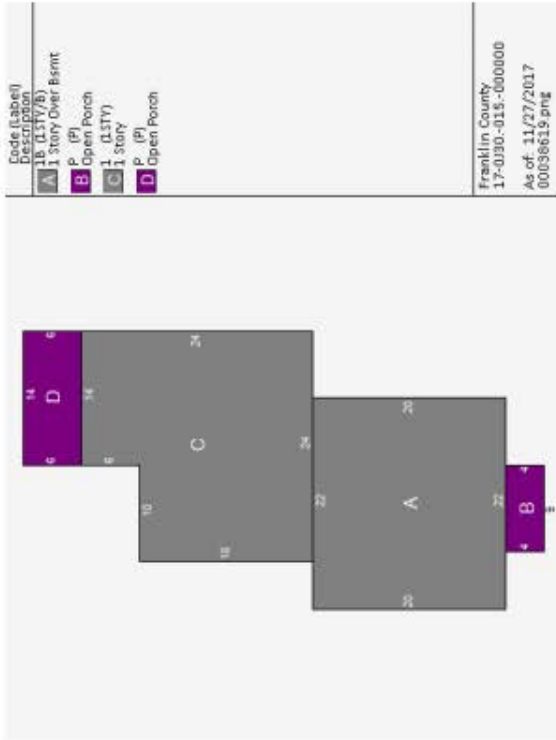 Code (Label)
Description
A 1B (1STY/B)
1 Story Over Bsmt
B P (P)
Open Porch
C 1 (1STY)
1 Story
D P (P)
Open Porch
Franklin County
17-0J30.-015.-000000
As of: 11/27/2017
00038619.png
14
6 D 6
14
6
C 24
10
18
24
22
20 A 20
22
4 B 4
9